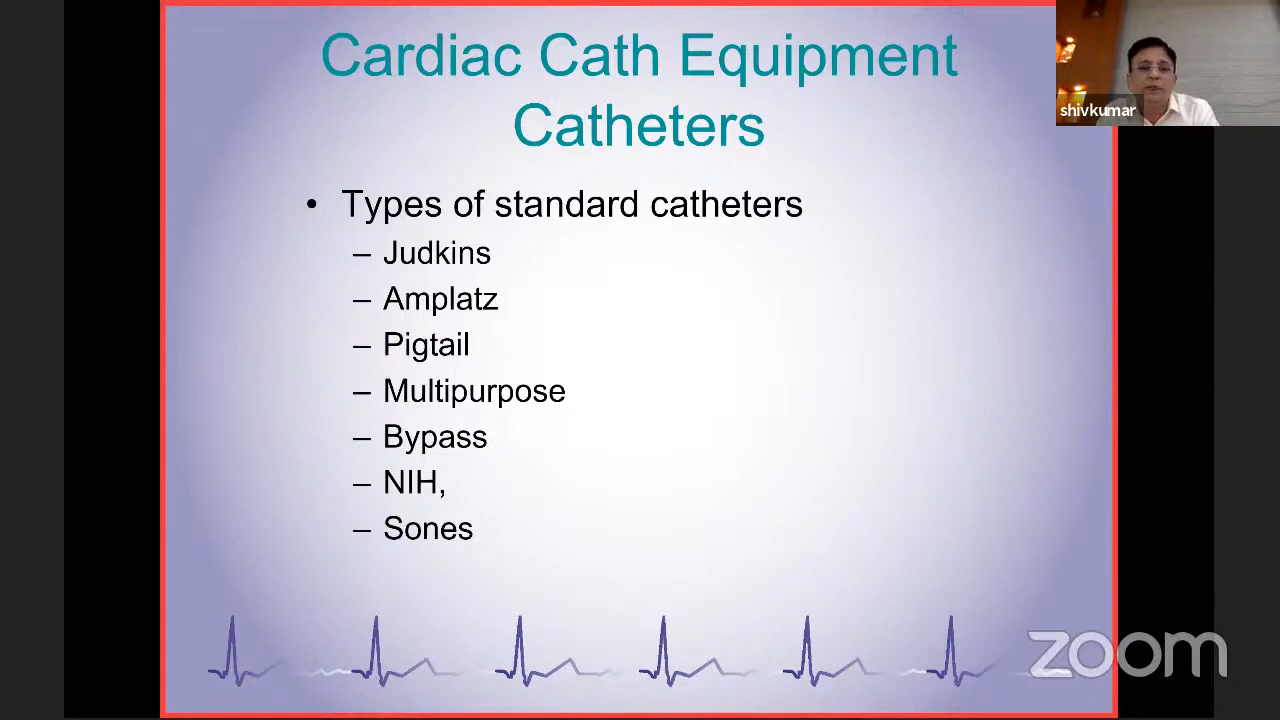 Cardiac Cath Equipment
Catheters
• Types of standard catheters
– Judkins
– Amplatz
– Pigtail
– Multipurpose
– Bypass
– NIH,
– Sones
shivkumar
zoom